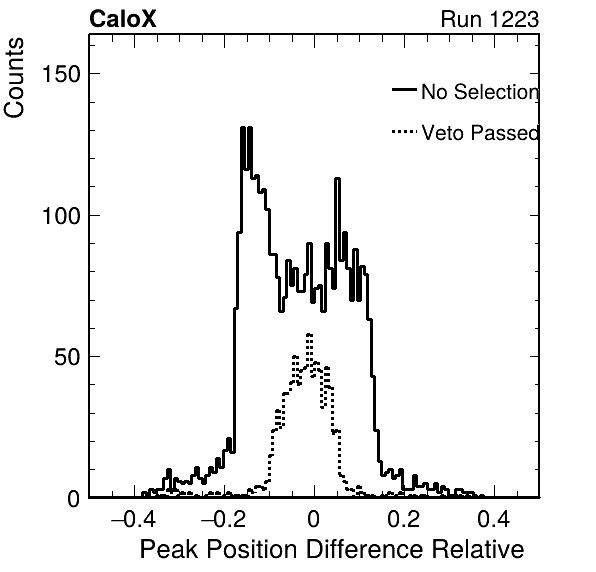 CaloX Run 1223
Counts
150
100
50
0
No Selection
Veto Passed
−0.4 −0.2 0 0.2 0.4
Peak Position Difference Relative